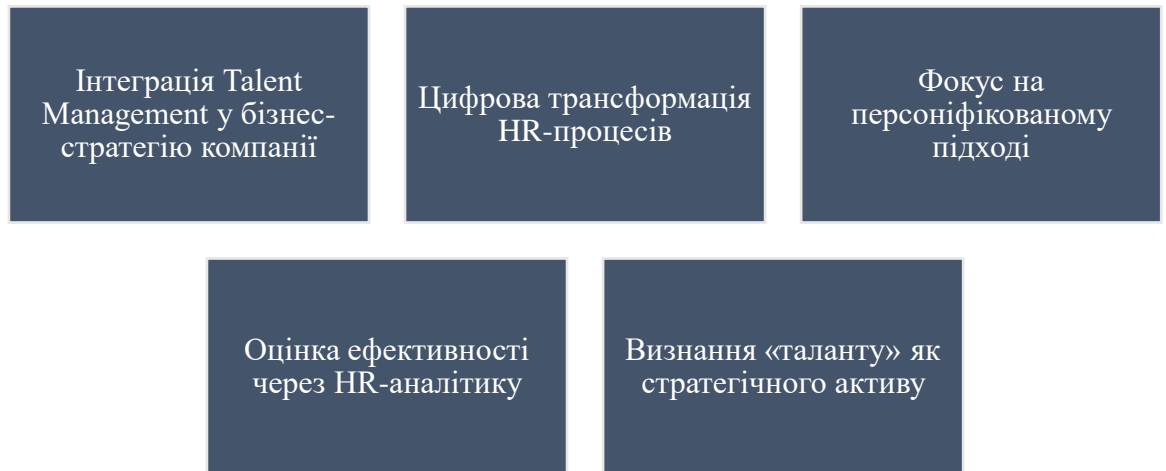 Інтеграція Talent
Management у бізнес-
стратегію компанії
Цифрова трансформація
HR-процесів
Фокус на
персоніфікованому
підході
Оцінка ефективності
через HR-аналітику
Визнання «таланту» як
стратегічного активу